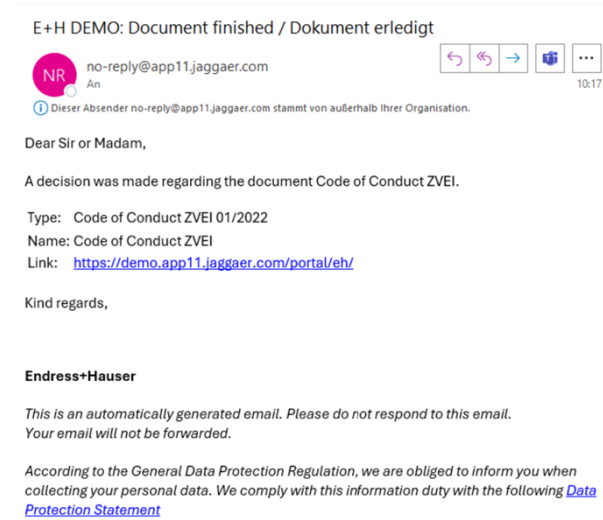 E+H DEMO: Document finished / Dokument erledigt
NR
no-reply@app11.jaggaer.com
An
10:17
Dieser Absender no-reply@app11.jaggaer.com stammt von außerhalb Ihrer Organisation.
Dear Sir or Madam,
A decision was made regarding the document Code of Conduct ZVEI.
Type: Code of Conduct ZVEI 01/2022
Name: Code of Conduct ZVEI
Link: https://demo.app11.jaggaer.com/portal/eh/
Kind regards,
Endress+Hauser
This is an automatically generated email. Please do not respond to this email.
Your email will not be forwarded.
According to the General Data Protection Regulation, we are obliged to inform you when
collecting your personal data. We comply with this information duty with the following Data
Protection Statement